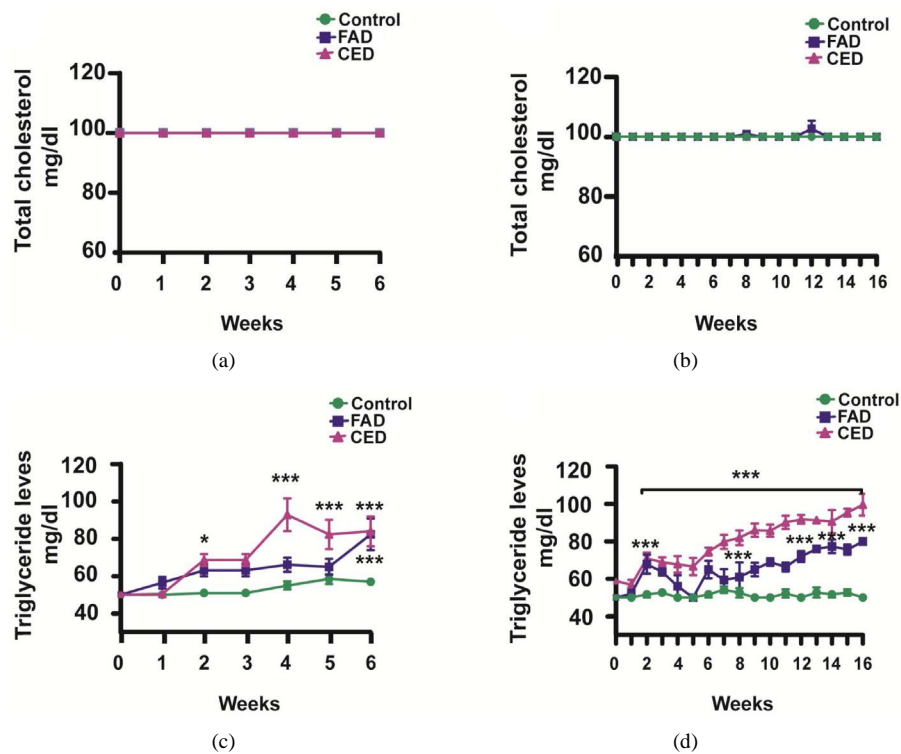 Control
FAD
CED
Total cholesterol
mg/dl
120
100
80
60
0 1 2 3 4 5 6
Weeks
(a)
Control
FAD
CED
Total cholesterol
mg/dl
120
100
80
60
0 2 4 6 8 10 12 14 16
Weeks
(b)
Control
FAD
CED
Triglyceride leves
mg/dl
120
100
80
60
40
* *** *** ***
***
0 1 2 3 4 5 6
Weeks
(c)
Control
FAD
CED
Triglyceride leves
mg/dl
120
100
80
60
40
***
*** *** *** *** ***
0 2 4 6 8 10 12 14 16
Weeks
(d)